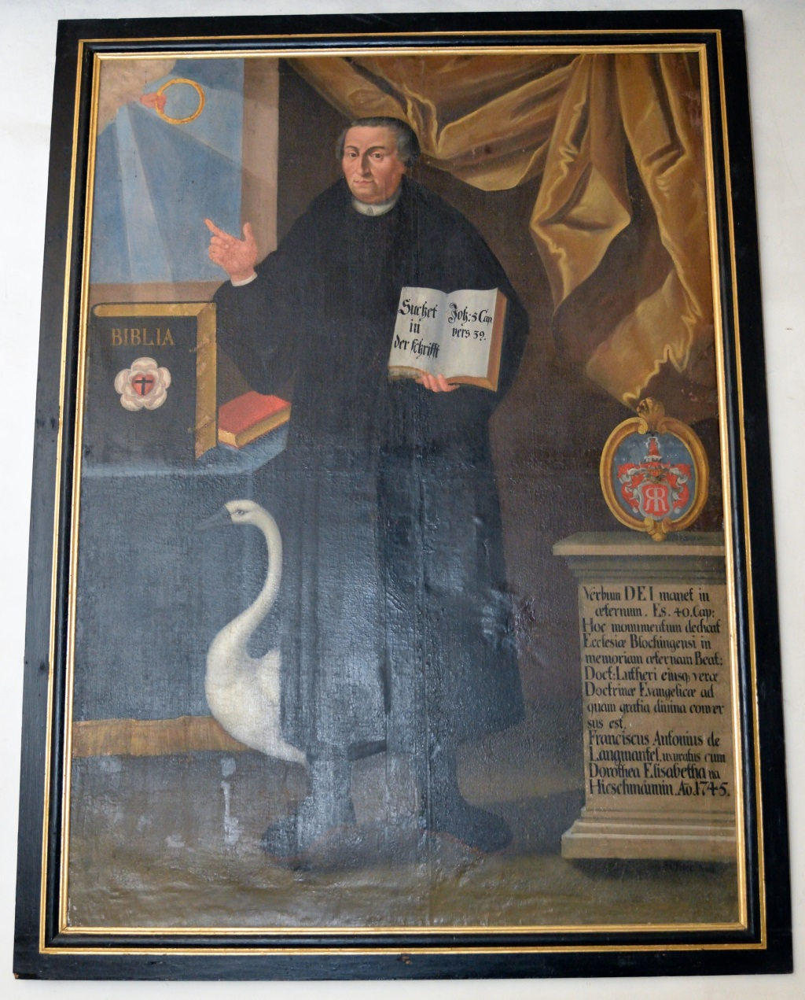 BIBLIA
Suchet
in
der schrifft
Joh: 5 Cap
vers 39.
Verbum DEI manet in
æternum. Es. 40. Cap:
Hoc monumentum dedicat
Ecclesiæ Blochingensi in
memoriam æternam Beat:
Doct: Lutheri eiusq; veræ
Doctrinæ Evangelicæ ad
quam gratia divina conver
sus est.
Franciscus Antonius de
Langmantel, uxuratus cum
Dorothea Elisabetha na
Hirschmännin. Ao. 1745.